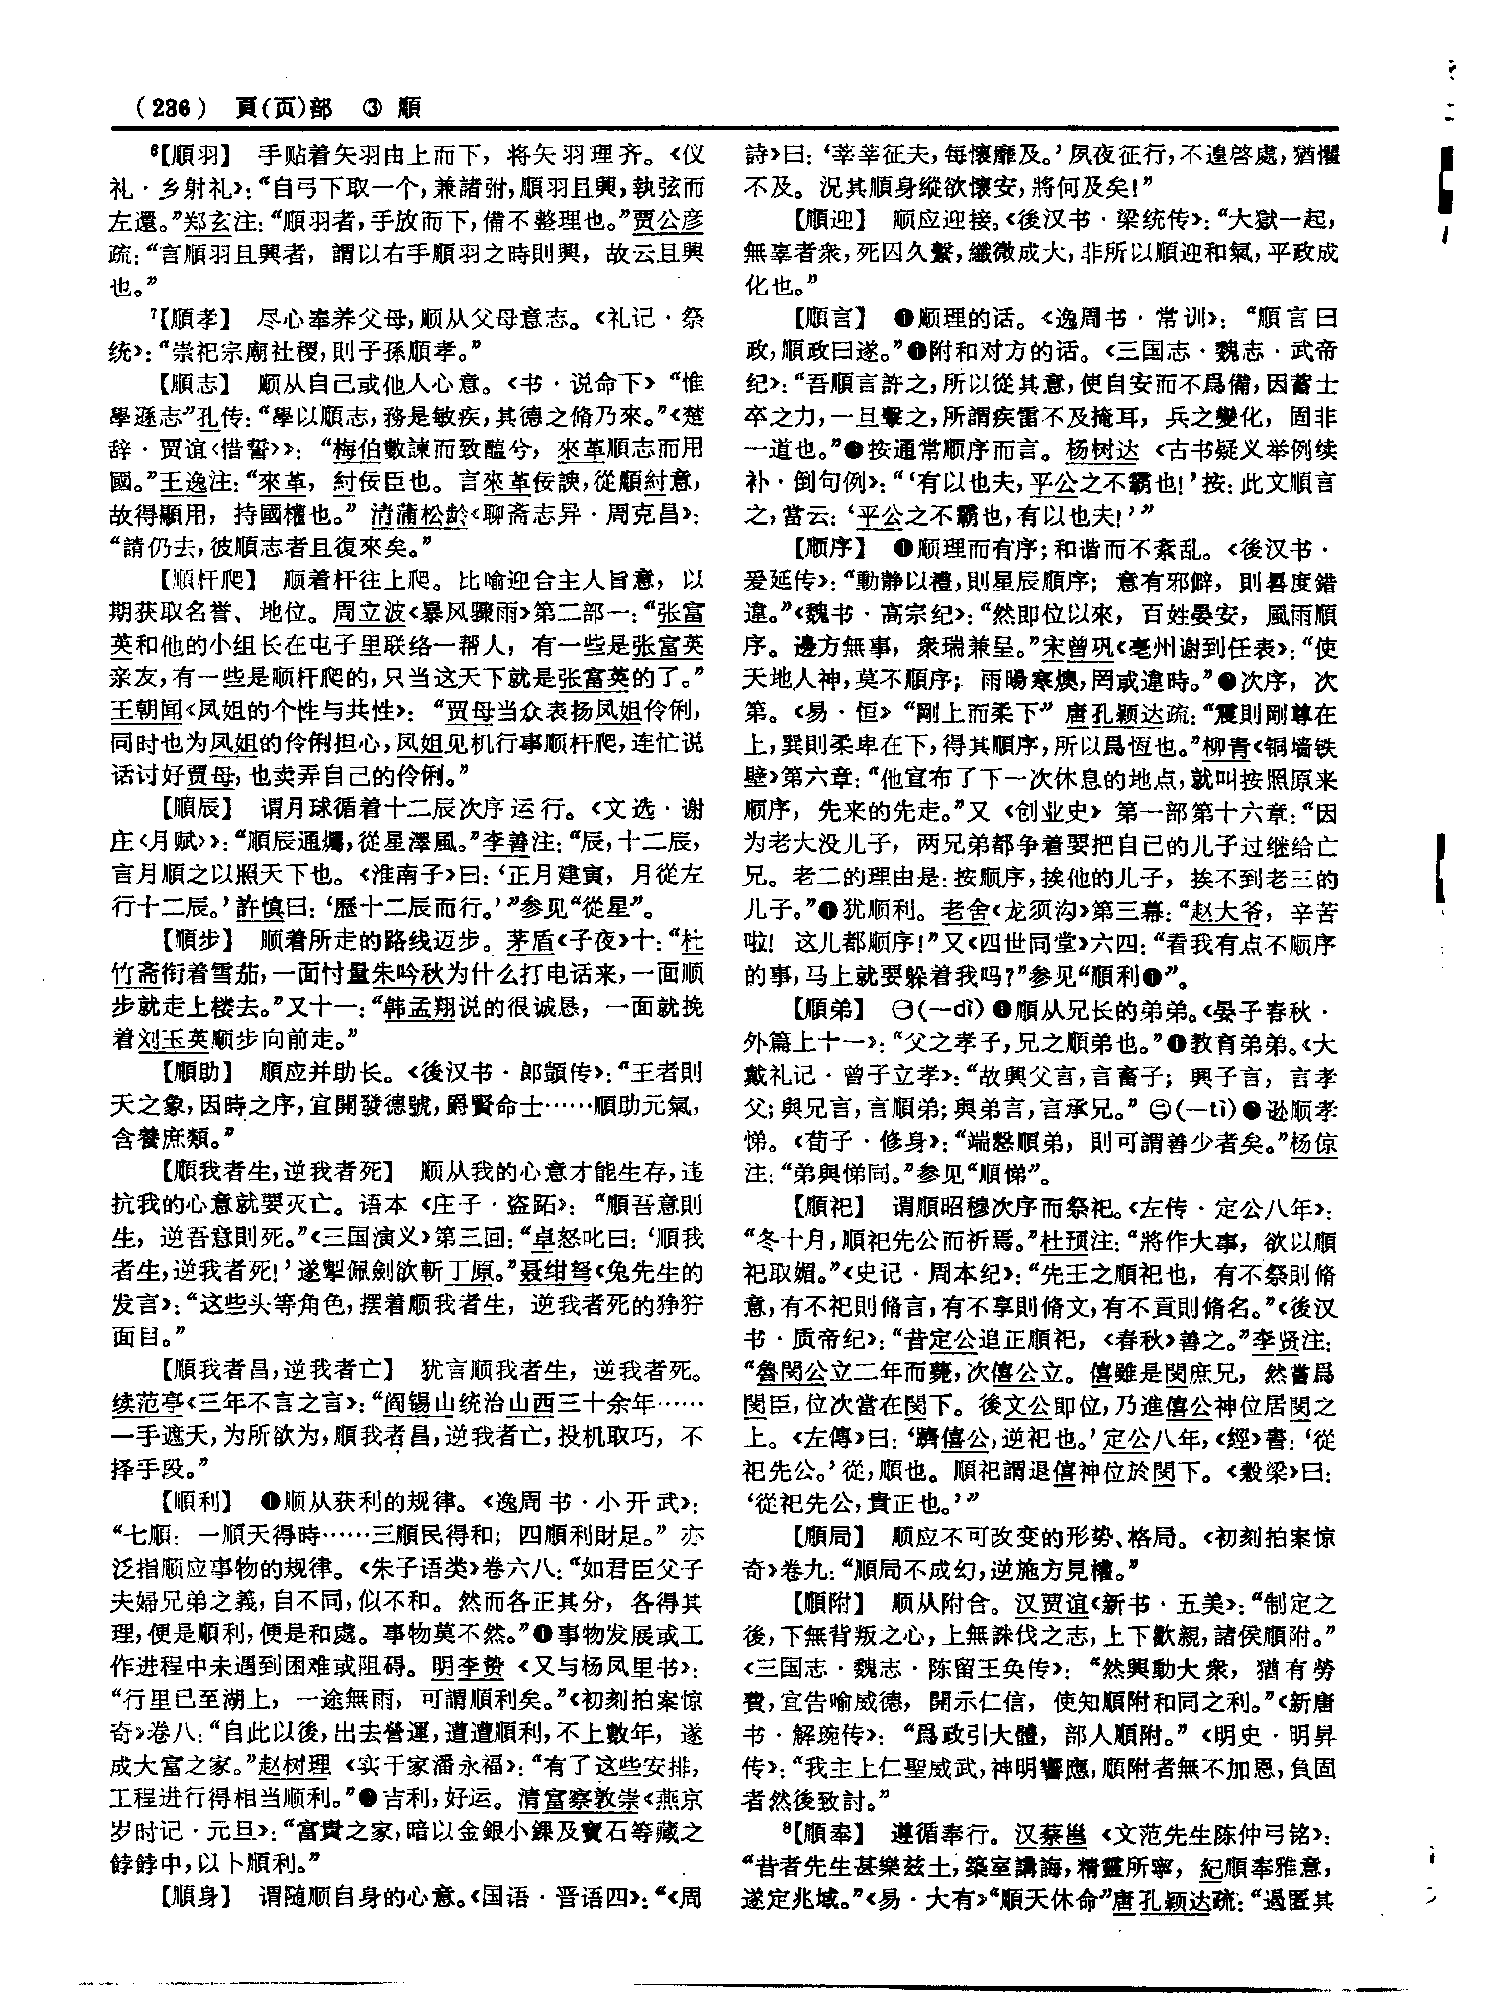 (236) 頁(页)部 ③ 順
⁶【順羽】 手贴着矢羽由上而下，将矢羽理齐。《仪
礼·乡射礼》：“自弓下取一个，兼諸弣，順羽且興，執弦而
左還。”郑玄注：“順羽者，手放而下，備不整理也。”贾公彦
疏：“言順羽且興者，謂以右手順羽之時則興，故云且興
也。”
⁷【順孝】 尽心奉养父母，顺从父母意志。《礼记·祭
统》：“崇祀宗廟社稷，則子孫順孝。”
【順志】 顺从自己或他人心意。《书·说命下》“惟
學遜志”孔传：“學以順志，務是敏疾，其德之脩乃來。”《楚
辞·贾谊〈惜誓〉》：“梅伯數諫而致醢兮，來革順志而用
國。”王逸注：“來革，紂佞臣也。言來革佞諛，從順紂意，
故得顯用，持國權也。”清蒲松龄《聊斋志异·周克昌》：
“請仍去，彼順志者且復來矣。”
【順杆爬】 顺着杆往上爬。比喻迎合主人旨意，以
期获取名誉、地位。周立波《暴风骤雨》第二部一：“张富
英和他的小组长在屯子里联络一帮人，有一些是张富英
亲友，有一些是顺杆爬的，只当这天下就是张富英的了。”
王朝闻《凤姐的个性与共性》：“贾母当众表扬凤姐伶俐，
同时也为凤姐的伶俐担心，凤姐见机行事顺杆爬，连忙说
话讨好贾母，也卖弄自己的伶俐。”
【順辰】 谓月球循着十二辰次序运行。《文选·谢
庄〈月赋〉》：“順辰通燭，從星澤風。”李善注：“辰，十二辰，
言月順之以照天下也。《淮南子》曰：‘正月建寅，月從左
行十二辰。’許慎曰：‘歷十二辰而行。’”参见“從星”。
【順步】 顺着所走的路线迈步。茅盾《子夜》十：“杜
竹斋衔着雪茄，一面忖量朱吟秋为什么打电话来，一面顺
步就走上楼去。”又十一：“韩孟翔说的很诚恳，一面就挽
着刘玉英顺步向前走。”
【順助】 順应并助长。《後汉书·郎顗传》：“王者則
天之象，因時之序，宜開發德號，爵賢命士……順助元氣，
含養庶類。”
【順我者生，逆我者死】 顺从我的心意才能生存，违
抗我的心意就要灭亡。语本《庄子·盗跖》：“順吾意則
生，逆吾意則死。”《三国演义》第三回：“卓怒叱曰：‘順我
者生，逆我者死！’遂掣佩劍欲斬丁原。”聂绀弩《兔先生的
发言》：“这些头等角色，摆着顺我者生，逆我者死的狰狞
面目。”
【順我者昌，逆我者亡】 犹言顺我者生，逆我者死。
续范亭《三年不言之言》：“阎锡山统治山西三十余年……
一手遮天，为所欲为，順我者昌，逆我者亡，投机取巧，不
择手段。”
【順利】 ❶顺从获利的规律。《逸周书·小开武》：
“七順：一順天得時……三順民得和；四順利財足。”亦
泛指顺应事物的规律。《朱子语类》卷六八：“如君臣父子
夫婦兄弟之義，自不同，似不和。然而各正其分，各得其
理，便是順利，便是和處。事物莫不然。”❷事物发展或工
作进程中未遇到困难或阻碍。明李贽《又与杨凤里书》：
“行里已至湖上，一途無雨，可謂順利矣。”《初刻拍案惊
奇》卷八：“自此以後，出去營運，遭遭順利，不上數年，遂
成大富之家。”赵树理《实干家潘永福》：“有了这些安排，
工程进行得相当顺利。”❸吉利，好运。清富察敦崇《燕京
岁时记·元旦》：“富貴之家，暗以金銀小錁及寶石等藏之
餑餑中，以卜順利。”
【順身】 谓随顺自身的心意。《国语·晋语四》：“《周
詩》曰：‘莘莘征夫，每懷靡及。’夙夜征行，不遑啓處，猶懼
不及。況其順身縱欲懷安，將何及矣！”
【順迎】 顺应迎接。《後汉书·梁统传》：“大獄一起，
無辜者衆，死囚久繫，纖微成大，非所以順迎和氣，平政成
化也。”
【順言】 ❶顺理的话。《逸周书·常训》：“順言曰
政，順政曰遂。”❷附和对方的话。《三国志·魏志·武帝
纪》：“吾順言許之，所以從其意，使自安而不爲備，因蓄士
卒之力，一旦擊之，所謂疾雷不及掩耳，兵之變化，固非
一道也。”❸按通常顺序而言。杨树达《古书疑义举例续
补·倒句例》：“‘有以也夫，平公之不霸也！’按：此文順言
之，當云：‘平公之不霸也，有以也夫！’”
【順序】 ❶顺理而有序；和谐而不紊乱。《後汉书·
爰延传》：“動静以禮，則星辰順序；意有邪僻，則晷度錯
違。”《魏书·高宗纪》：“然即位以來，百姓晏安，風雨順
序。邊方無事，衆瑞兼呈。”宋曾巩《亳州谢到任表》：“使
天地人神，莫不順序；雨暘寒燠，罔或違時。”❷次序，次
第。《易·恒》“剛上而柔下”唐孔颖达疏：“震則剛尊在
上，巽則柔卑在下，得其順序，所以爲恆也。”柳青《铜墙铁
壁》第六章：“他宣布了下一次休息的地点，就叫按照原来
顺序，先来的先走。”又《创业史》第一部第十六章：“因
为老大没儿子，两兄弟都争着要把自己的儿子过继给亡
兄。老二的理由是：按顺序，挨他的儿子，挨不到老三的
儿子。”❸犹顺利。老舍《龙须沟》第三幕：“赵大爷，辛苦
啦！这儿都顺序！”又《四世同堂》六四：“看我有点不顺序
的事，马上就要躲着我吗？”参见“順利❷”。
【順弟】 ㊀(—dì)❶順从兄长的弟弟。《晏子春秋·
外篇上十一》：“父之孝子，兄之順弟也。”❷教育弟弟。《大
戴礼记·曾子立孝》：“故與父言，言畜子；與子言，言孝
父；與兄言，言順弟；與弟言，言承兄。”㊁(—tì)❶逊顺孝
悌。《荀子·修身》：“端慤順弟，則可謂善少者矣。”杨倞
注：“弟與悌同。”参见“順悌”。
【順祀】 谓順昭穆次序而祭祀。《左传·定公八年》：
“冬十月，順祀先公而祈焉。”杜预注：“將作大事，欲以順
祀取媚。”《史记·周本纪》：“先王之順祀也，有不祭則脩
意，有不祀則脩言，有不享則脩文，有不貢則脩名。”《後汉
书·质帝纪》：“昔定公追正順祀，《春秋》善之。”李贤注：
“魯閔公立二年而薨，次僖公立。僖雖是閔庶兄，然嘗爲
閔臣，位次當在閔下。後文公即位，乃進僖公神位居閔之
上。《左傳》曰：‘躋僖公，逆祀也。’定公八年，《經》書：‘從
祀先公。’從，順也。順祀謂退僖神位於閔下。《穀梁》曰：
‘從祀先公，貴正也。’”
【順局】 顺应不可改变的形势、格局。《初刻拍案惊
奇》卷九：“順局不成幻，逆施方見權。”
【順附】 顺从附合。汉贾谊《新书·五美》：“制定之
後，下無背叛之心，上無誅伐之志，上下歡親，諸侯順附。”
《三国志·魏志·陈留王奂传》：“然興動大衆，猶有勞
費，宜告喻威德，開示仁信，使知順附和同之利。”《新唐
书·解琬传》：“爲政引大體，部人順附。”《明史·明昇
传》：“我主上仁聖威武，神明響應，順附者無不加恩，負固
者然後致討。”
⁸【順奉】 遵循奉行。汉蔡邕《文范先生陈仲弓铭》：
“昔者先生甚樂兹土，築室講誨，精靈所寧，紀順奉雅意，
遂定兆域。”《易·大有》“順天休命”唐孔颖达疏：“遏匿其